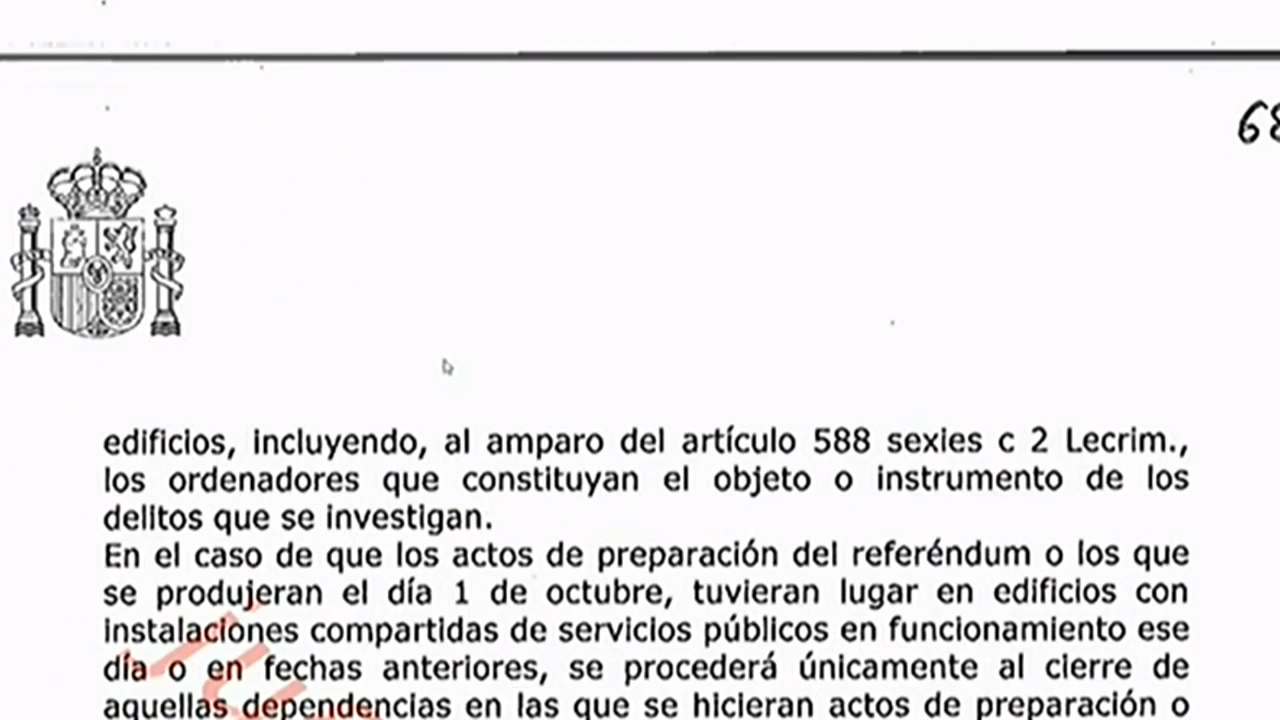 68
edificios, incluyendo, al amparo del artículo 588 sexies c 2 Lecrim.,
los ordenadores que constituyan el objeto o instrumento de los
delitos que se investigan.
En el caso de que los actos de preparación del referéndum o los que
se produjeran el día 1 de octubre, tuvieran lugar en edificios con
instalaciones compartidas de servicios públicos en funcionamiento ese
día o en fechas anteriores, se procederá únicamente al cierre de
aquellas dependencias en las que se hicieran actos de preparación o